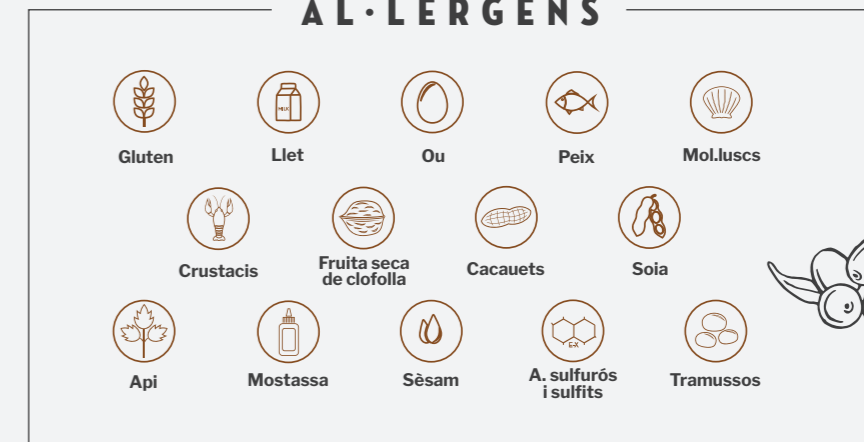 AL·LERGENS
MILK
Gluten
Llet
Ou
Peix
Mol.luscs
Crustacis
Fruita seca
de clofolla
Cacauets
Soia
E-X
Api
Mostassa
Sèsam
A. sulfurós
i sulfits
Tramussos